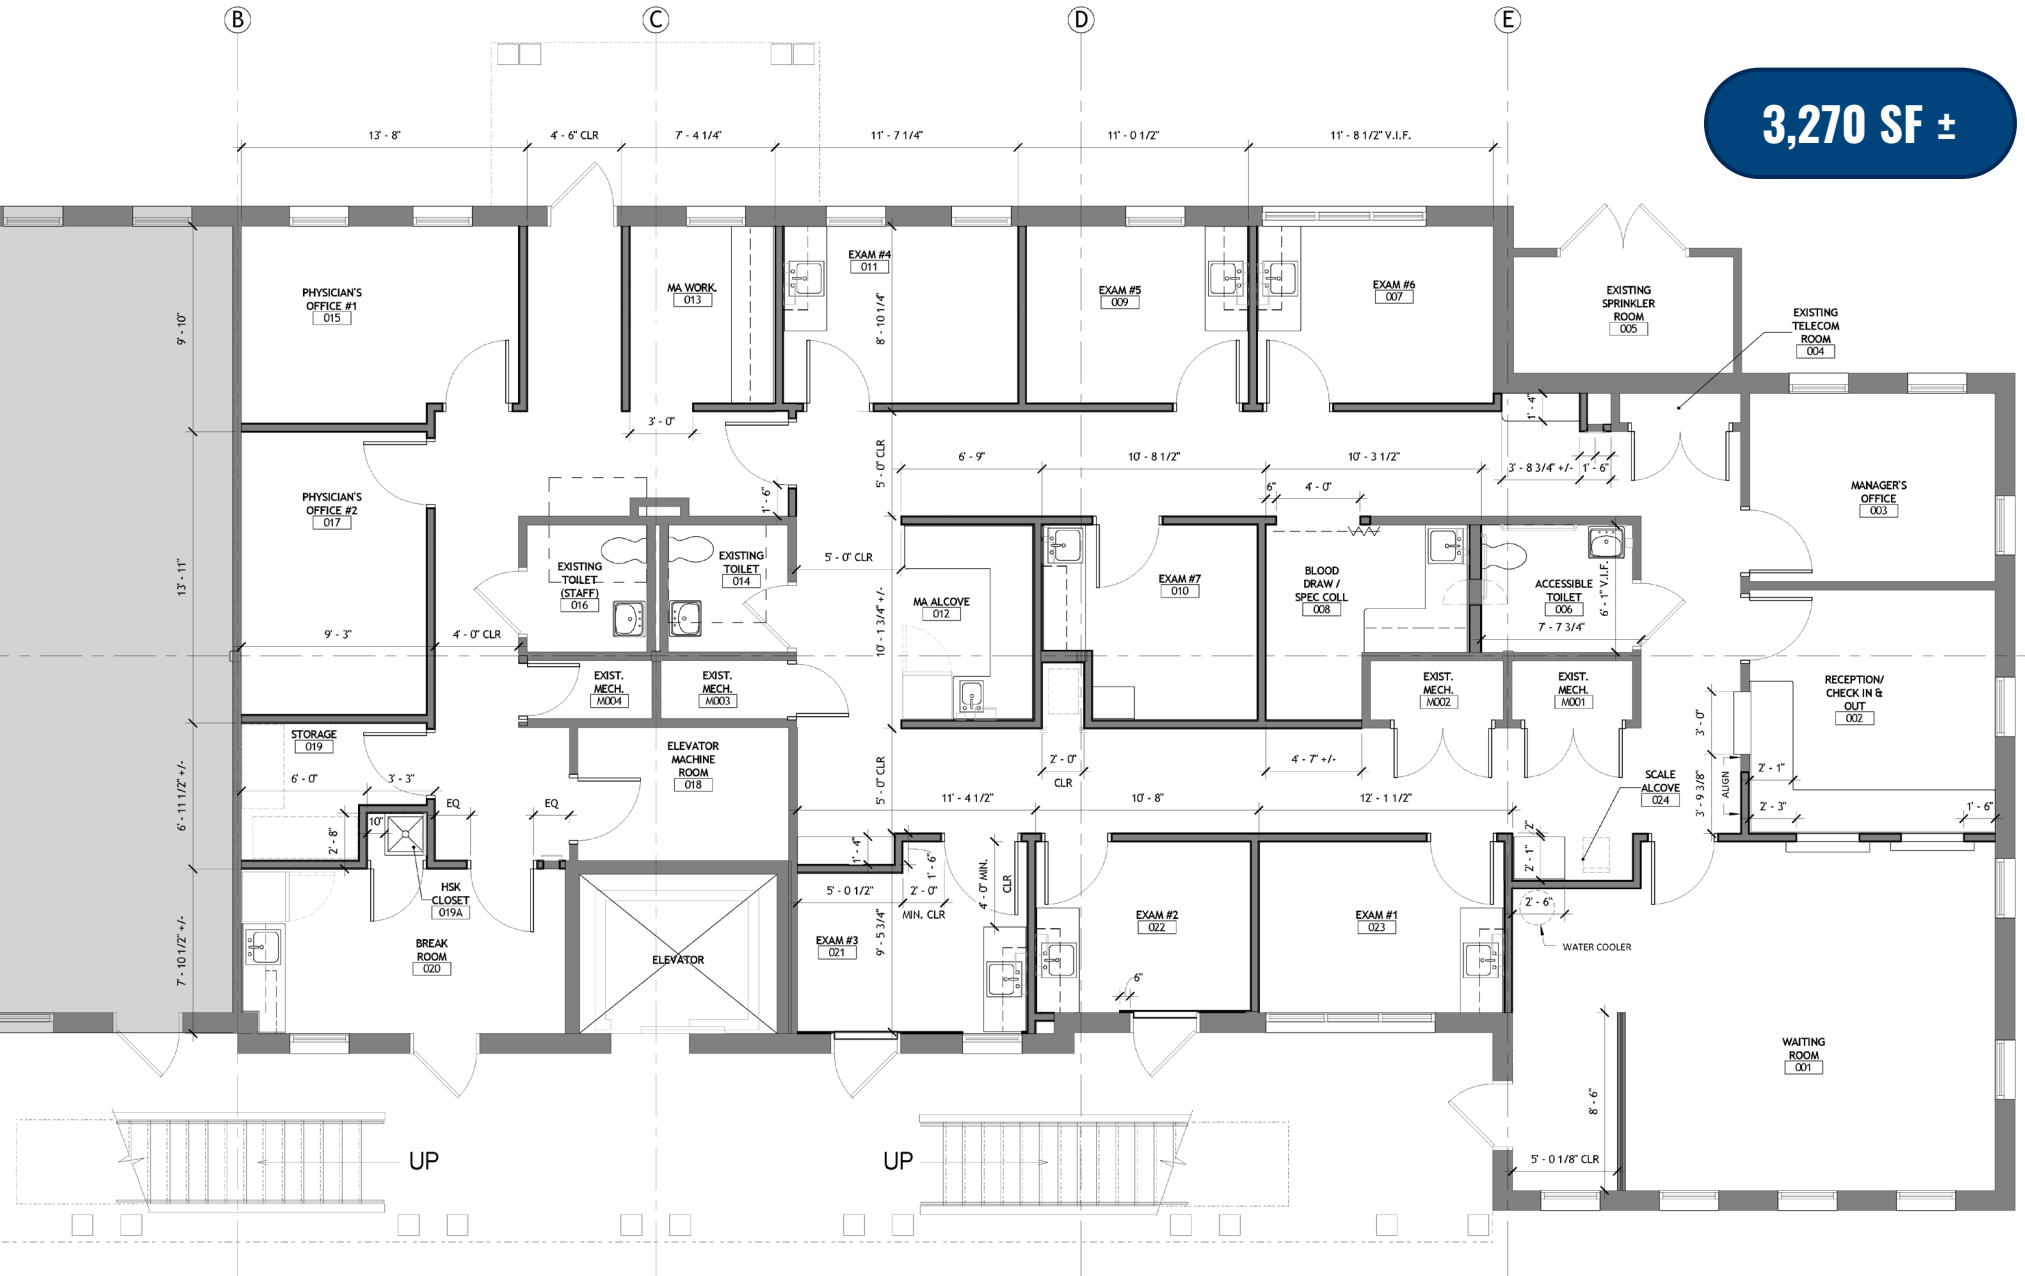 B
C
D
E
3,270 SF ±
13' - 8"
4' - 6" CLR
7' - 4 1/4"
11' - 7 1/4"
11' - 0 1/2"
11' - 8 1/2" V.I.F.
PHYSICIAN'S
OFFICE #1
015
MA WORK.
013
EXAM #4
011
EXAM #5
009
EXAM #6
007
EXISTING
SPRINKLER
ROOM
005
EXISTING
TELECOM
ROOM
004
9' - 10"
8' - 10 1/4"
1' - 4"
3' - 0"
5' - 0" CLR
6' - 9"
10' - 8 1/2"
10' - 3 1/2"
3' - 8 3/4" +/-
1' - 6"
6"
4' - 0"
1' - 6"
PHYSICIAN'S
OFFICE #2
017
MANAGER'S
OFFICE
003
13' - 11"
EXISTING
TOILET
(STAFF)
016
EXISTING
TOILET
014
5' - 0" CLR
10' - 1 3/4" +/-
MA ALCOVE
012
EXAM #7
010
BLOOD
DRAW /
SPEC COLL
008
ACCESSIBLE
TOILET
006
6' - 1" V.I.F.
7' - 7 3/4"
9' - 3"
4' - 0" CLR
EXIST.
MECH.
M004
EXIST.
MECH.
M003
EXIST.
MECH.
M002
EXIST.
MECH.
M001
RECEPTION/
CHECK IN &
OUT
002
3' - 0"
STORAGE
019
6' - 0"
3' - 3"
6' - 11 1/2" +/-
EQ
EQ
10"
2' - 8"
ELEVATOR
MACHINE
ROOM
018
5' - 0" CLR
2' - 0"
CLR
4' - 7" +/-
11' - 4 1/2"
10' - 8"
12' - 1 1/2"
SCALE
ALCOVE
024
3' - 9 3/8"
ALIGN
2' - 1"
2' - 3"
1' - 6"
2"
2' - 1"
2' - 6"
WATER COOLER
HSK
CLOSET
019A
BREAK
ROOM
020
7' - 10 1/2" +/-
ELEVATOR
1' - 4"
1' - 6"
5' - 0 1/2"
2' - 0"
MIN. CLR
4' - 0" MIN.
CLR
EXAM #3
021
9' - 5 3/4"
EXAM #2
022
6"
EXAM #1
023
WAITING
ROOM
001
8' - 6"
5' - 0 1/8" CLR
UP
UP